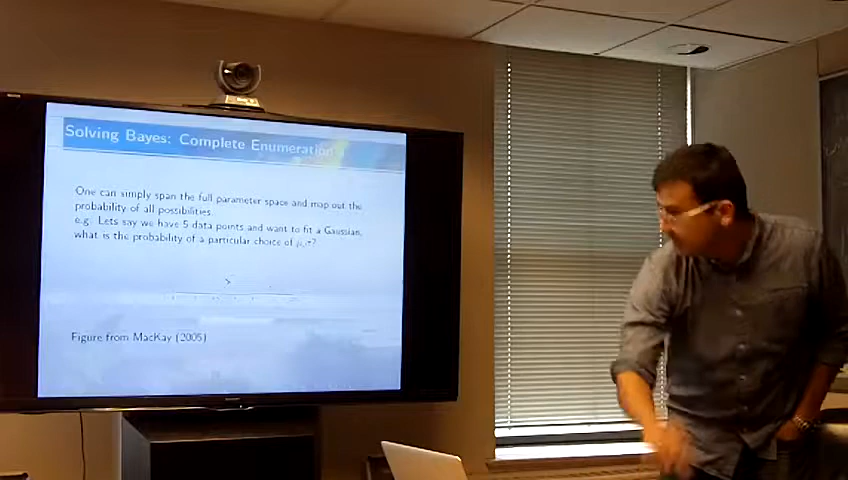 Solving Bayes: Complete Enumeration
One can simply span the full parameter space and map out the
probability of all possibilities.
e.g. Lets say we have 5 data points and want to fit a Gaussian,
what is the probability of a particular choice of μ,σ?
Figure from MacKay (2005)